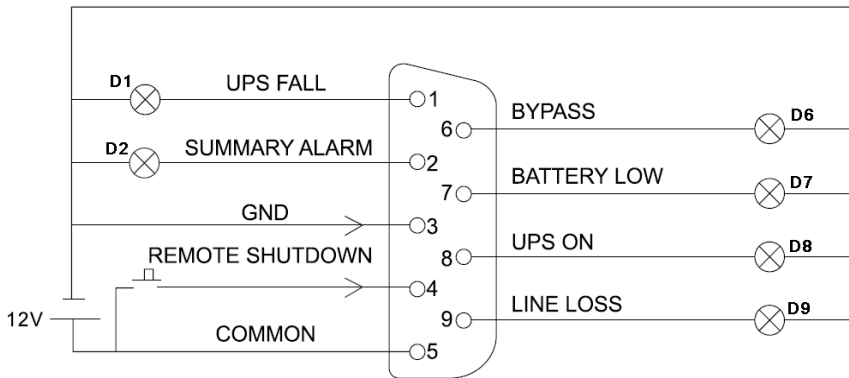 D1
UPS FALL
1
D2
SUMMARY ALARM
2
GND
3
REMOTE SHUTDOWN
4
12V
COMMON
5
BYPASS
6
D6
BATTERY LOW
7
D7
UPS ON
8
D8
LINE LOSS
9
D9